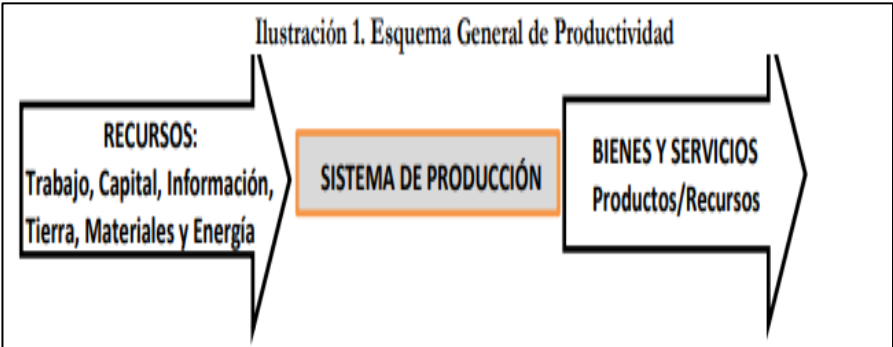 Ilustración 1. Esquema General de Productividad
RECURSOS:
Trabajo, Capital, Información,
Tierra, Materiales y Energía
SISTEMA DE PRODUCCIÓN
BIENES Y SERVICIOS
Productos/Recursos